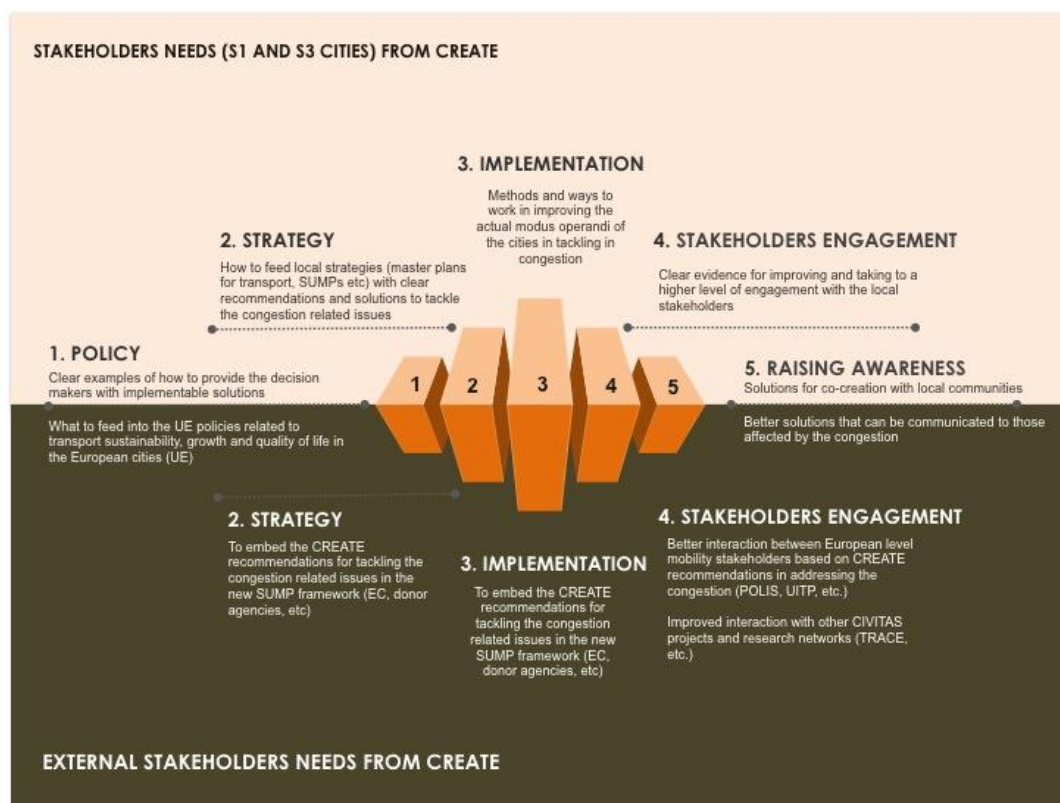 STAKEHOLDERS NEEDS (S1 AND S3 CITIES) FROM CREATE
3. IMPLEMENTATION
Methods and ways to
work in improving the
actual modus operandi of
the cities in tackling in
congestion
2. STRATEGY
How to feed local strategies (master plans
for transport, SUMPs etc) with clear
recommendations and solutions to tackle
the congestion related issues
4. STAKEHOLDERS ENGAGEMENT
Clear evidence for improving and taking to a
higher level of engagement with the local
stakeholders
1. POLICY
Clear examples of how to provide the decision
makers with implementable solutions
1
2
3
4
5
5. RAISING AWARENESS
Solutions for co-creation with local communities
What to feed into the UE policies related to
transport sustainability, growth and quality of life in
the European cities (UE)
Better solutions that can be communicated to those
affected by the congestion
2. STRATEGY
To embed the CREATE
recommendations for tackling the
congestion related issues in the
new SUMP framework (EC, donor
agencies, etc)
3. IMPLEMENTATION
To embed the CREATE
recommendations for
tackling the congestion
related issues in the new
SUMP framework (EC,
donor agencies, etc)
4. STAKEHOLDERS ENGAGEMENT
Better interaction between European level
mobility stakeholders based on CREATE
recommendations in addressing the
congestion (POLIS, UITP, etc.)
Improved interaction with other CIVITAS
projects and research networks (TRACE,
etc.)
EXTERNAL STAKEHOLDERS NEEDS FROM CREATE